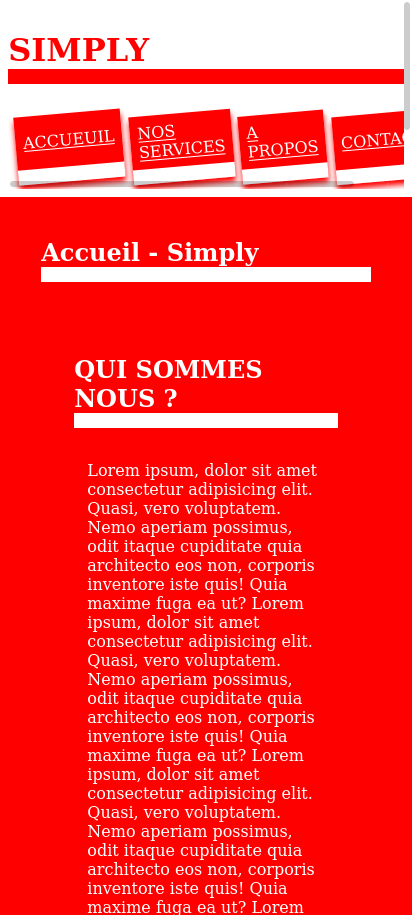 SIMPLY
ACCUEUIL
NOS
SERVICES
A
PROPOS
CONTAC
Accueil - Simply
QUI SOMMES
NOUS ?
Lorem ipsum, dolor sit amet
consectetur adipisicing elit.
Quasi, vero voluptatem.
Nemo aperiam possimus,
odit itaque cupiditate quia
architecto eos non, corporis
inventore iste quis! Quia
maxime fuga ea ut? Lorem
ipsum, dolor sit amet
consectetur adipisicing elit.
Quasi, vero voluptatem.
Nemo aperiam possimus,
odit itaque cupiditate quia
architecto eos non, corporis
inventore iste quis! Quia
maxime fuga ea ut? Lorem
ipsum, dolor sit amet
consectetur adipisicing elit.
Quasi, vero voluptatem.
Nemo aperiam possimus,
odit itaque cupiditate quia
architecto eos non, corporis
inventore iste quis! Quia
maxime fuga ea ut? Lorem